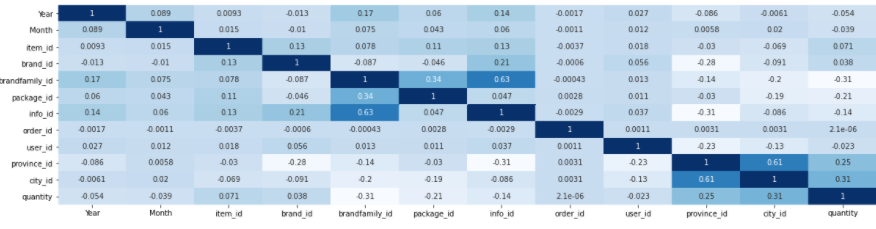 Year 1 0.089 0.0093 -0.013 0.17 0.06 0.14 -0.0017 0.027 -0.086 -0.0061 -0.054
Month 0.089 1 0.015 -0.01 0.075 0.043 0.06 -0.0011 0.012 0.0058 0.02 -0.039
item_id 0.0093 0.015 1 0.13 0.078 0.11 0.13 -0.0037 0.018 -0.03 -0.069 0.071
brand_id -0.013 -0.01 0.13 1 -0.087 -0.046 0.21 -0.0006 0.056 -0.28 -0.091 0.038
brandfamily_id 0.17 0.075 0.078 -0.087 1 0.34 0.63 -0.00043 0.013 -0.14 -0.2 -0.31
package_id 0.06 0.043 0.11 -0.046 0.34 1 0.047 0.0028 0.011 -0.03 -0.19 -0.21
info_id 0.14 0.06 0.13 0.21 0.63 0.047 1 -0.0029 0.037 -0.31 -0.086 -0.14
order_id -0.0017 -0.0011 -0.0037 -0.0006 -0.00043 0.0028 -0.0029 1 0.0011 0.0031 0.0031 2.1e-06
user_id 0.027 0.012 0.018 0.056 0.013 0.011 0.037 0.0011 1 -0.23 -0.13 -0.023
province_id -0.086 0.0058 -0.03 -0.28 -0.14 -0.03 -0.31 0.0031 -0.23 1 0.61 0.25
city_id -0.0061 0.02 -0.069 -0.091 -0.2 -0.19 -0.086 0.0031 -0.13 0.61 1 0.31
quantity -0.054 -0.039 0.071 0.038 -0.31 -0.21 -0.14 2.1e-06 -0.023 0.25 0.31 1
Year Month item_id brand_id brandfamily_id package_id info_id order_id user_id province_id city_id quantity